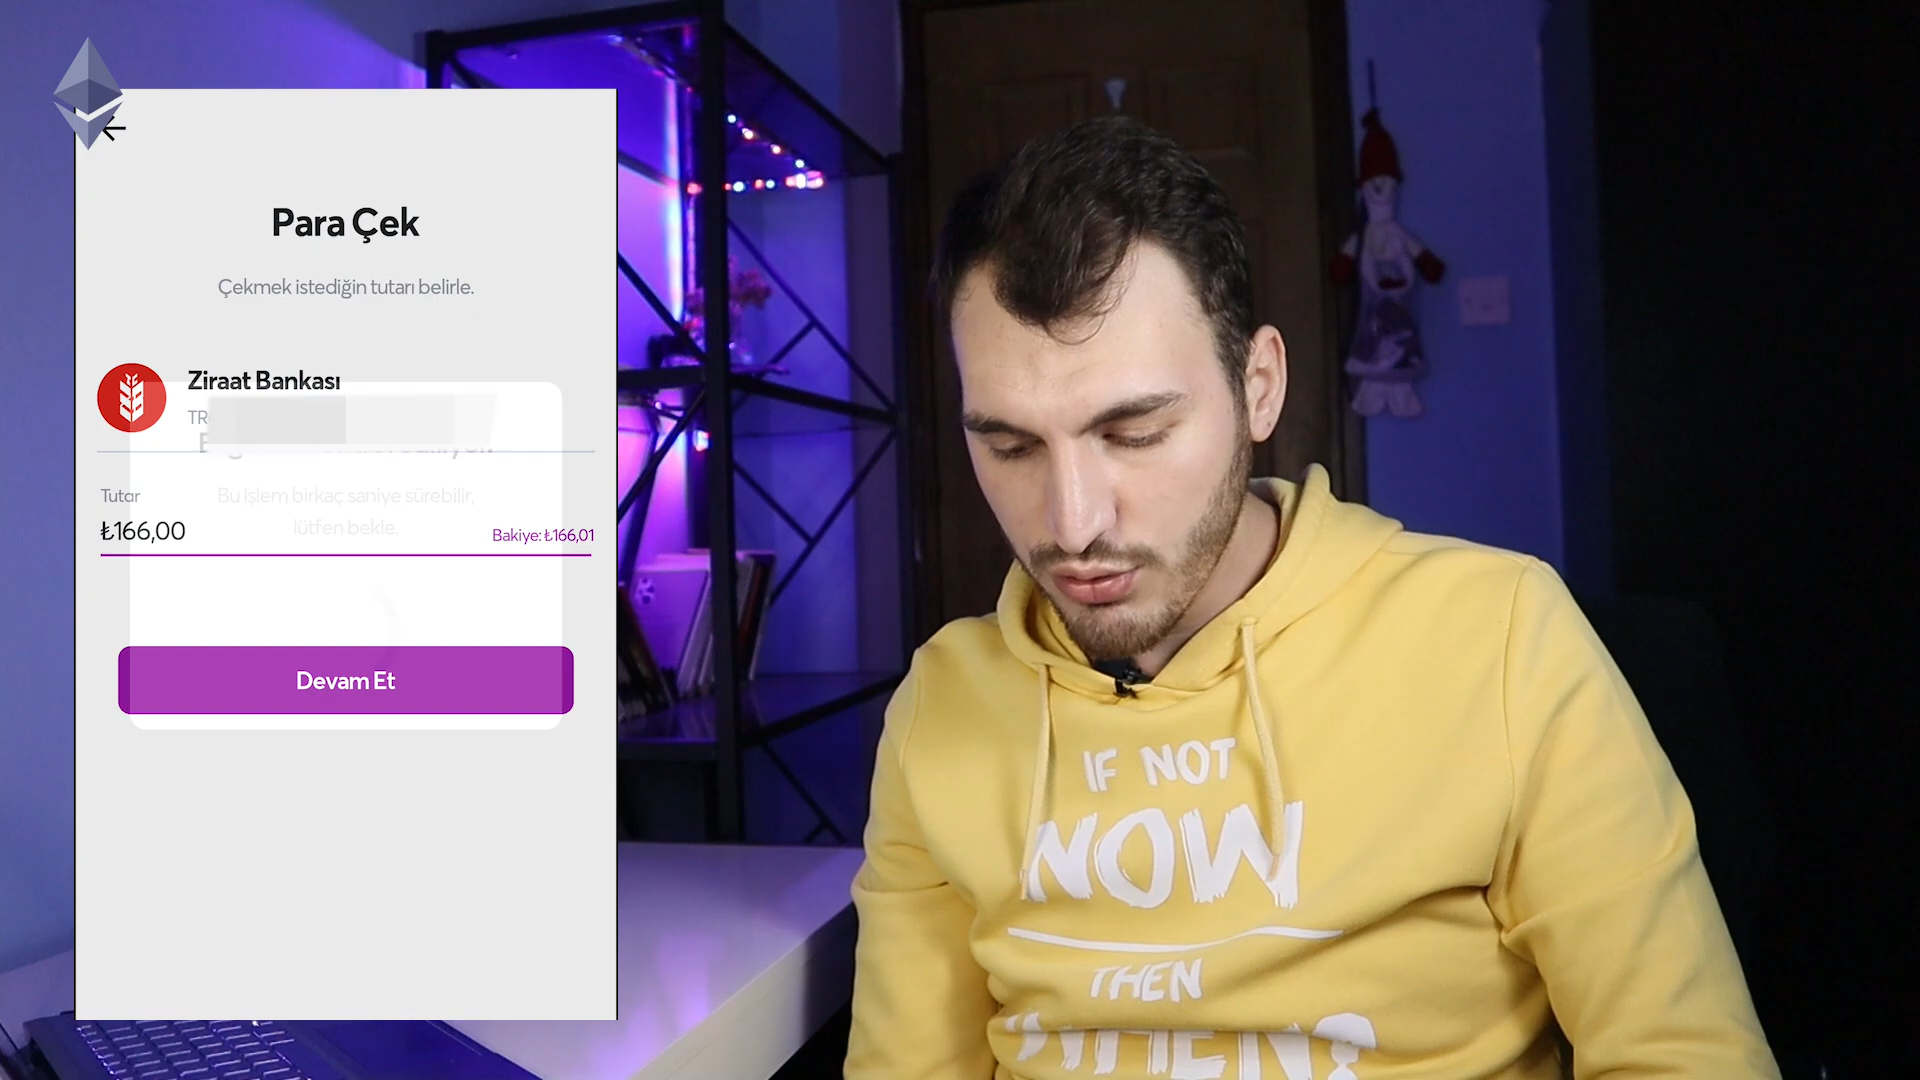 Para Çek
Çekmek istediğin tutarı belirle.
Ziraat Bankası
TR
Tutar
Bu işlem birkaç saniye sürebilir,
lütfen bekle.
₺166,00
Bakiye: ₺166,01
Devam Et
IF NOT
NOW
THEN
WHEN?